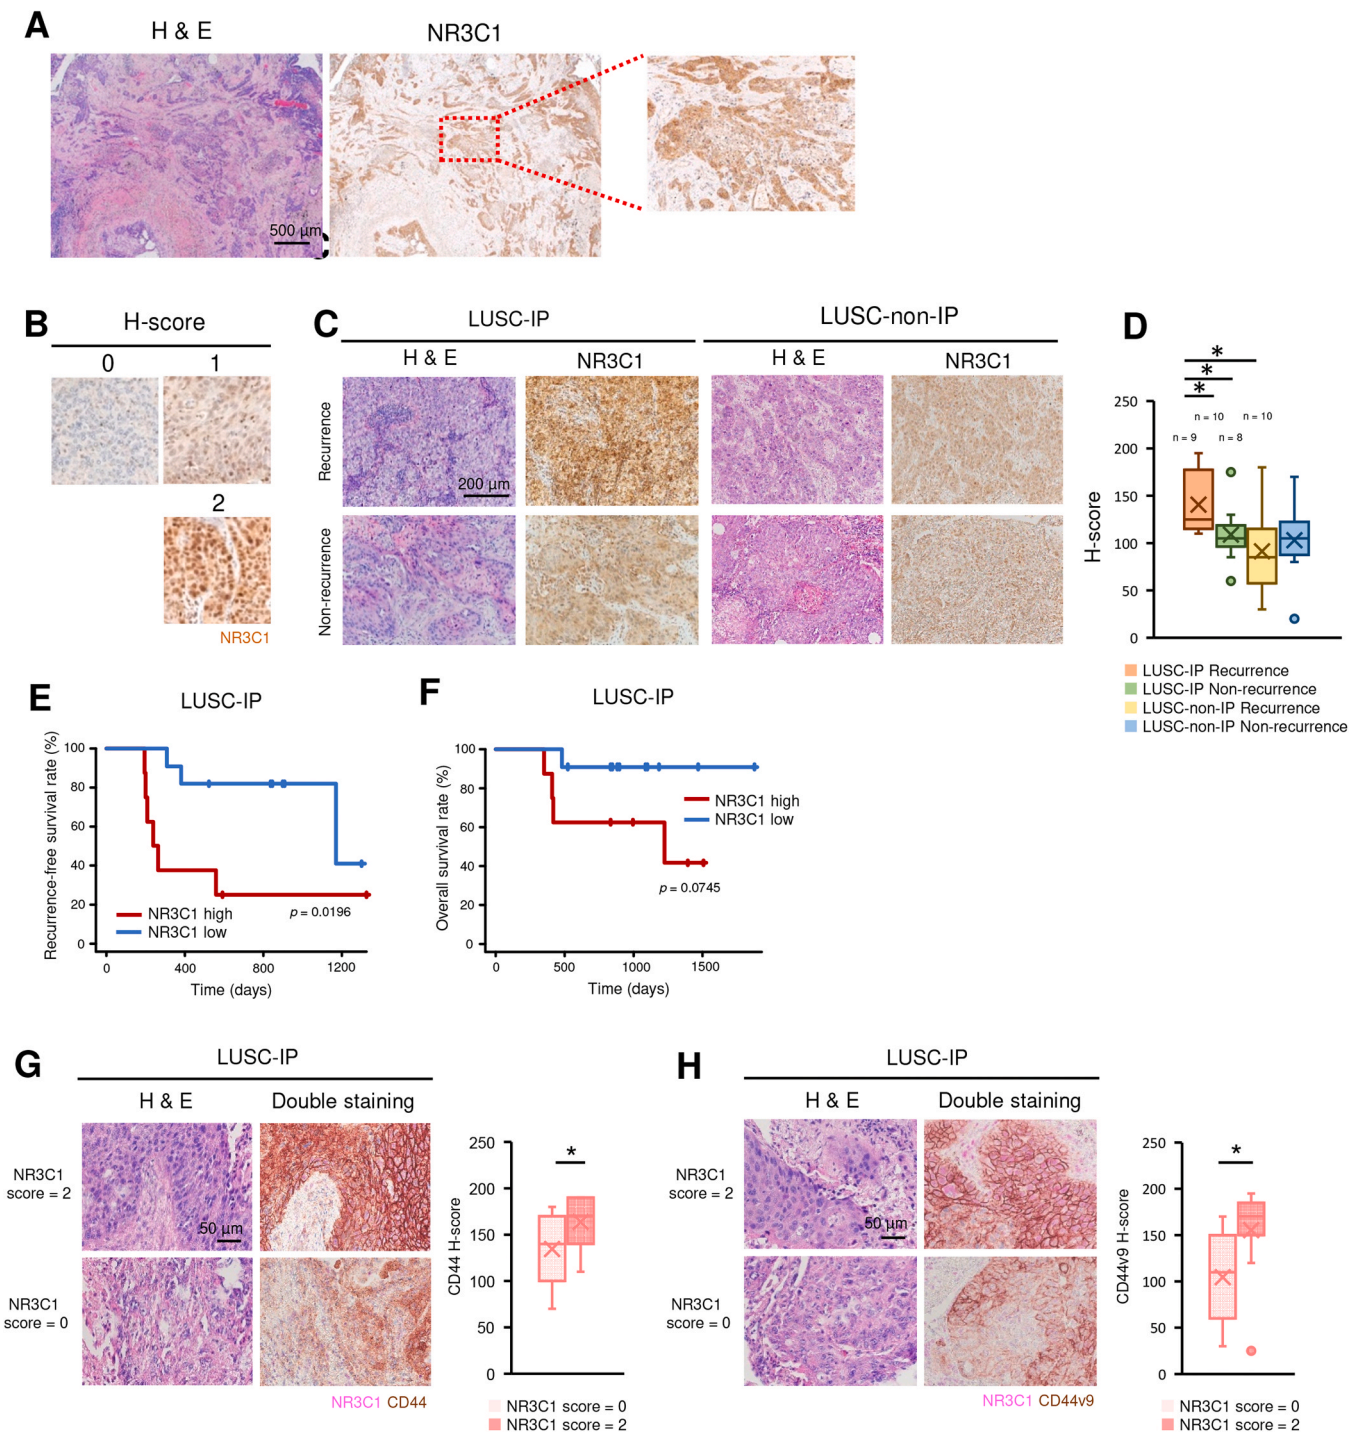 A
H & E
NR3C1
500 µm
B
H-score
0
1
2
NR3C1
C
LUSC-IP
LUSC-non-IP
H & E
NR3C1
H & E
NR3C1
Recurrence
Non-recurrence
200 µm
D
*
*
*
n = 10
n = 10
n = 9
n = 8
H-score
250
200
150
100
50
0
LUSC-IP Recurrence
LUSC-IP Non-recurrence
LUSC-non-IP Recurrence
LUSC-non-IP Non-recurrence
E
LUSC-IP
Recurrence-free survival rate (%)
100
80
60
40
20
0
NR3C1 high
NR3C1 low
p = 0.0196
0
400
800
1200
Time (days)
F
LUSC-IP
Overall survival rate (%)
100
80
60
40
20
0
NR3C1 high
NR3C1 low
p = 0.0745
0
500
1000
1500
Time (days)
G
LUSC-IP
H & E
Double staining
NR3C1
score = 2
50 µm
NR3C1
score = 0
NR3C1 CD44
CD44 H-score
250
200
150
100
50
0
*
NR3C1 score = 0
NR3C1 score = 2
H
LUSC-IP
H & E
Double staining
NR3C1
score = 2
50 µm
NR3C1
score = 0
NR3C1 CD44v9
CD44v9 H-score
250
200
150
100
50
0
*
NR3C1 score = 0
NR3C1 score = 2